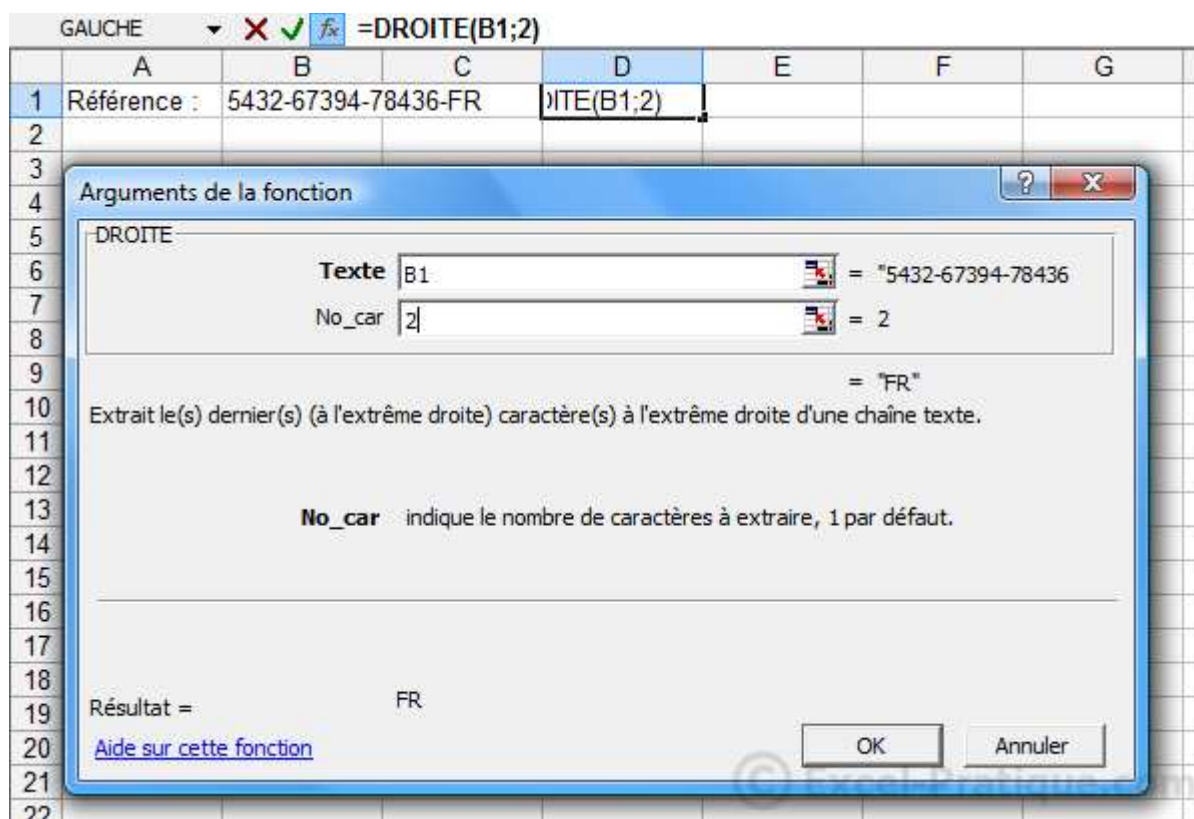 GAUCHE =DROITE(B1;2)
A B C D E F G
1 Référence : 5432-67394-78436-FR ITE(B1;2)
2
3
4 Arguments de la fonction
5 DROITE
6 Texte B1 = "5432-67394-78436
7 No_car 2 = 2
8
9 = "FR"
10 Extrait le(s) dernier(s) (à l'extrême droite) caractère(s) à l'extrême droite d'une chaîne texte.
11
12
13 No_car indique le nombre de caractères à extraire, 1 par défaut.
14
15
16
17
18
19 Résultat = FR
20 Aide sur cette fonction OK Annuler
21 © Excel-Pratique.com
22